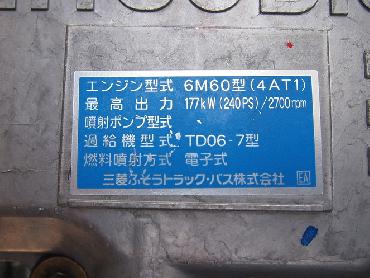 エンジン型式 6M60型(4AT1)
最高出力 177kW(240PS)/2700rpm
噴射ポンプ型式
過給機型式 TD06-7型
燃料噴射方式 電子式
三菱ふそうトラック・バス株式会社 EA